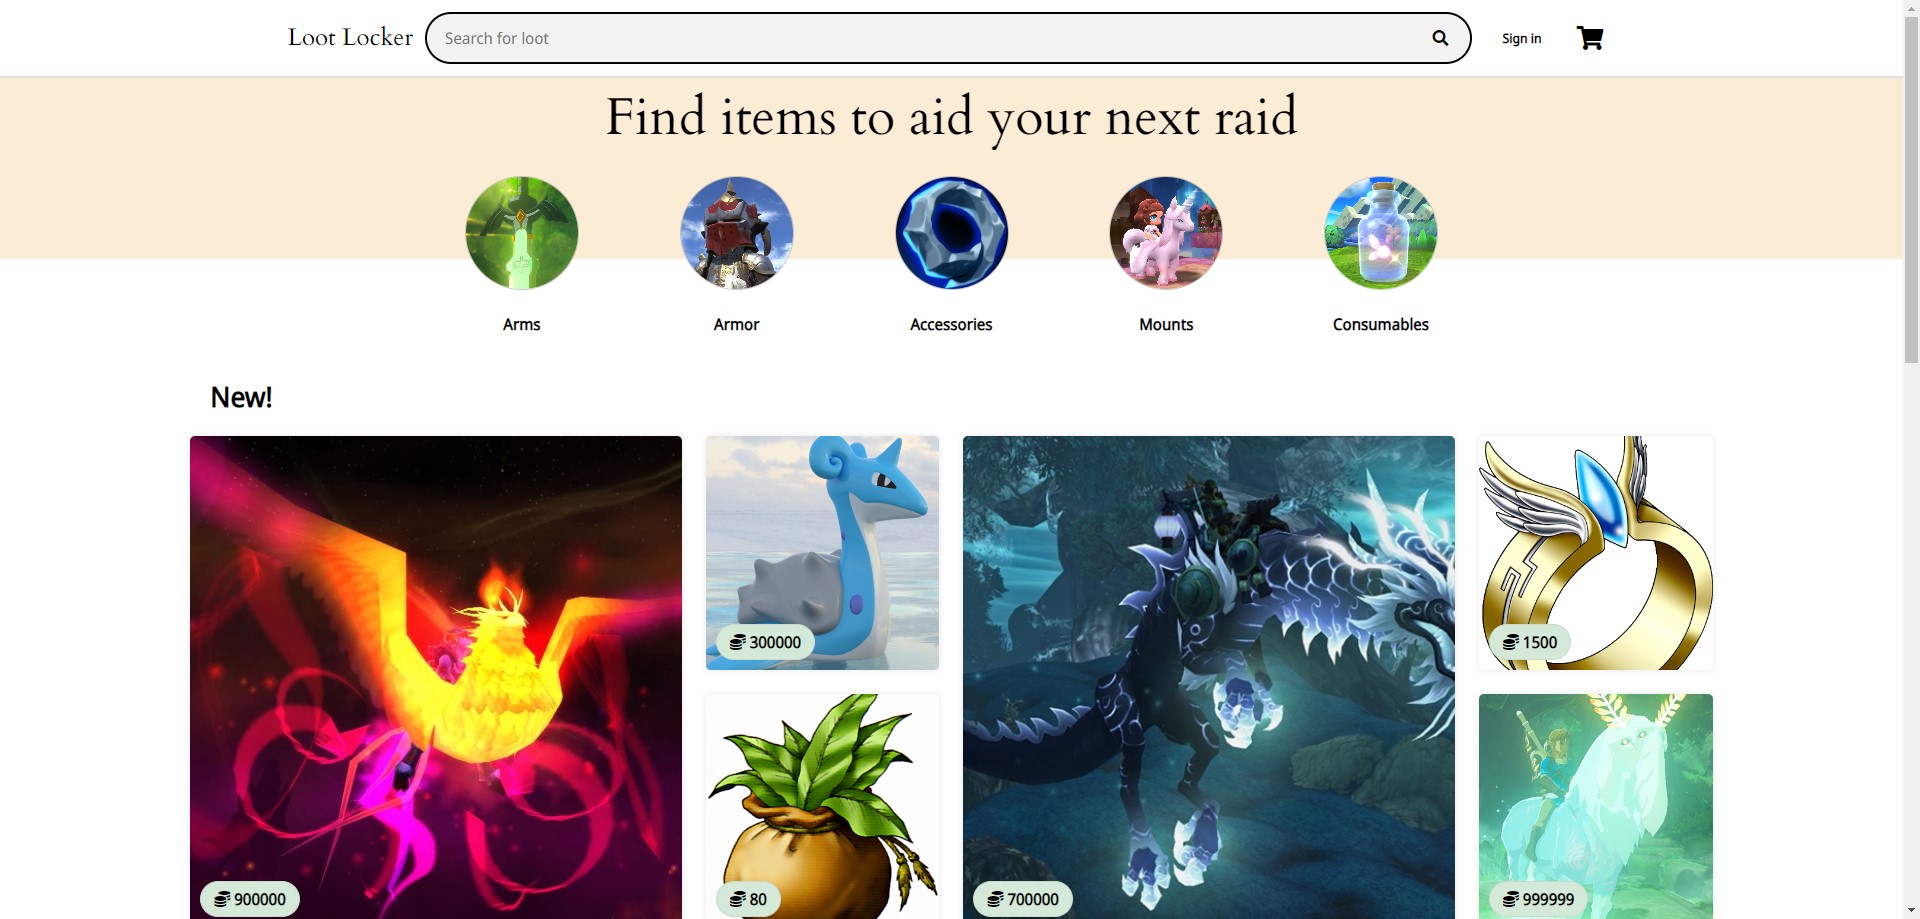 Loot Locker
Search for loot
Sign in
Find items to aid your next raid
Arms
Armor
Accessories
Mounts
Consumables
New!
300000
1500
900000
80
700000
999999